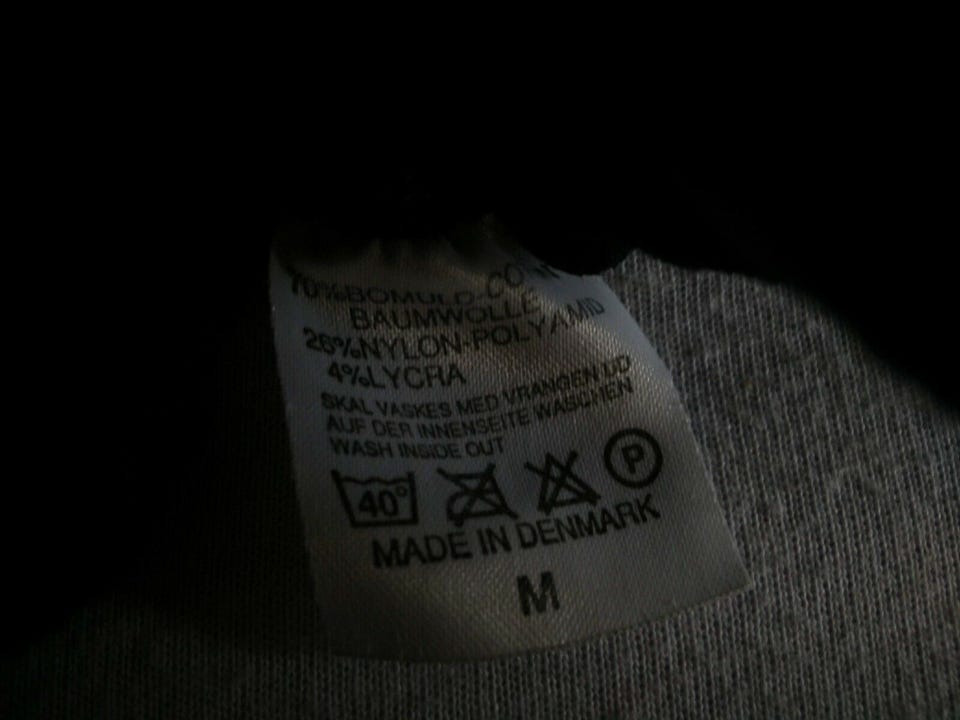 70%BOMULD-CO
BAUMWOLLE
26%NYLON-POLYAMID
4%LYCRA
SKAL VASKES MED VRANGEN UD
AUF DER INNENSEITE WASCHEN
WASH INSIDE OUT
40° P
MADE IN DENMARK
M